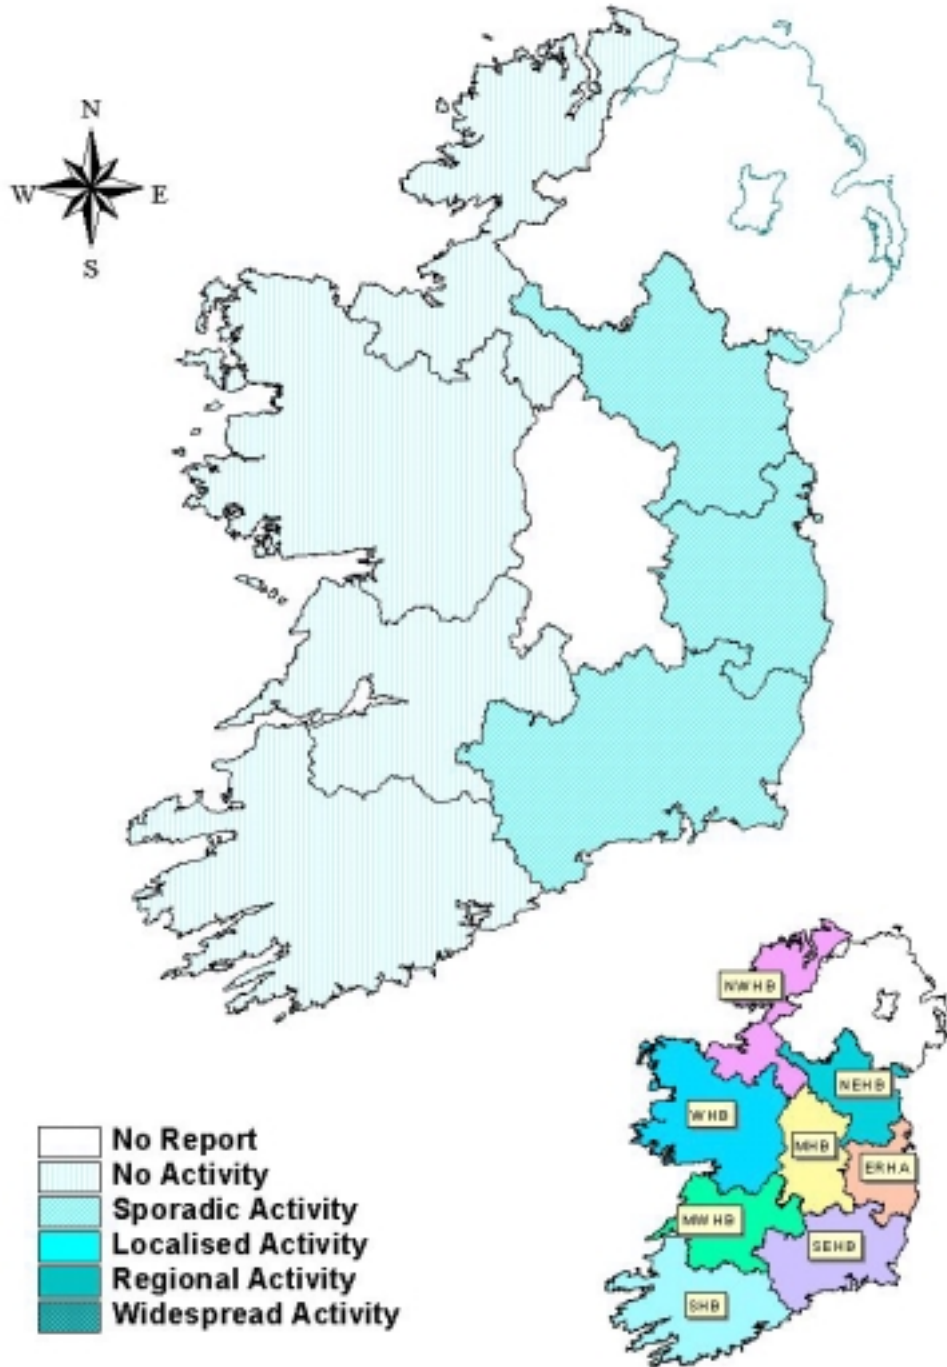 N
W E
S
NWHB
NEHB
WHB
MHB
ERHA
MWHB
SEHB
SHB
No Report
No Activity
Sporadic Activity
Localised Activity
Regional Activity
Widespread Activity